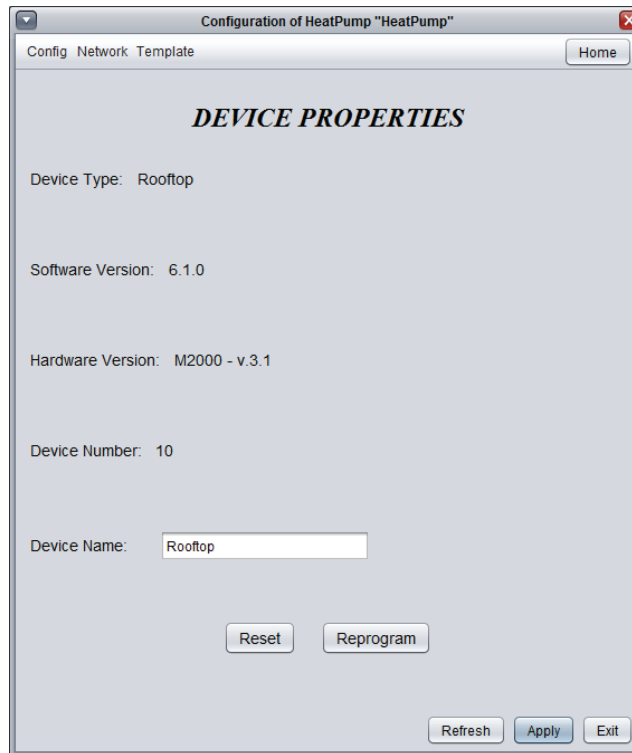 Configuration of HeatPump "HeatPump"
Config Network Template Home
DEVICE PROPERTIES
Device Type: Rooftop
Software Version: 6.1.0
Hardware Version: M2000 - v.3.1
Device Number: 10
Device Name: Rooftop
Reset Reprogram
Refresh Apply Exit